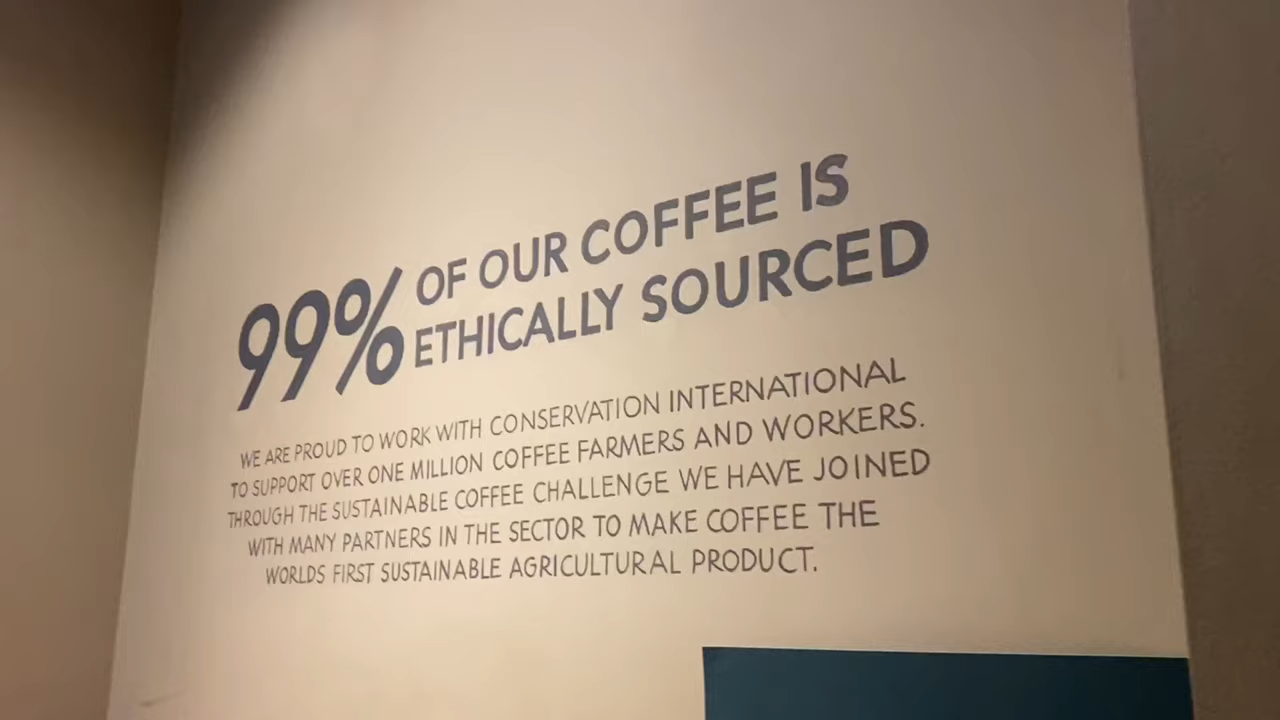 99% OF OUR COFFEE IS
ETHICALLY SOURCED
WE ARE PROUD TO WORK WITH CONSERVATION INTERNATIONAL
TO SUPPORT OVER ONE MILLION COFFEE FARMERS AND WORKERS.
THROUGH THE SUSTAINABLE COFFEE CHALLENGE WE HAVE JOINED
WITH MANY PARTNERS IN THE SECTOR TO MAKE COFFEE THE
WORLDS FIRST SUSTAINABLE AGRICULTURAL PRODUCT.